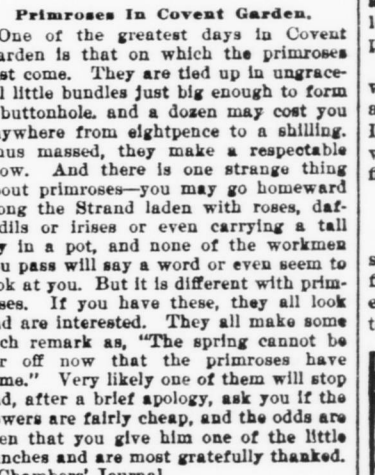 Primroses In Covent Garden.
One of the greatest days in Covent
arden is that on which the primroses
st come. They are tied up in ungrace-
l little bundles just big enough to form
buttonhole, and a dozen may cost you
ywhere from eightpence to a shilling.
us massed, they make a respectable
ow. And there is one strange thing
out primroses—you may go homeward
ong the Strand laden with roses, daf-
dils or irises or even carrying a tall
y in a pot, and none of the workmen
u pass will say a word or even seem to
ok at you. But it is different with prim-
ses. If you have these, they all look
d are interested. They all make some
ch remark as, "The spring cannot be
r off now that the primroses have
me." Very likely one of them will stop
d, after a brief apology, ask you if the
owers are fairly cheap, and the odds are
en that you give him one of the little
nches and are most gratefully thanked.
Chambers' Journal.